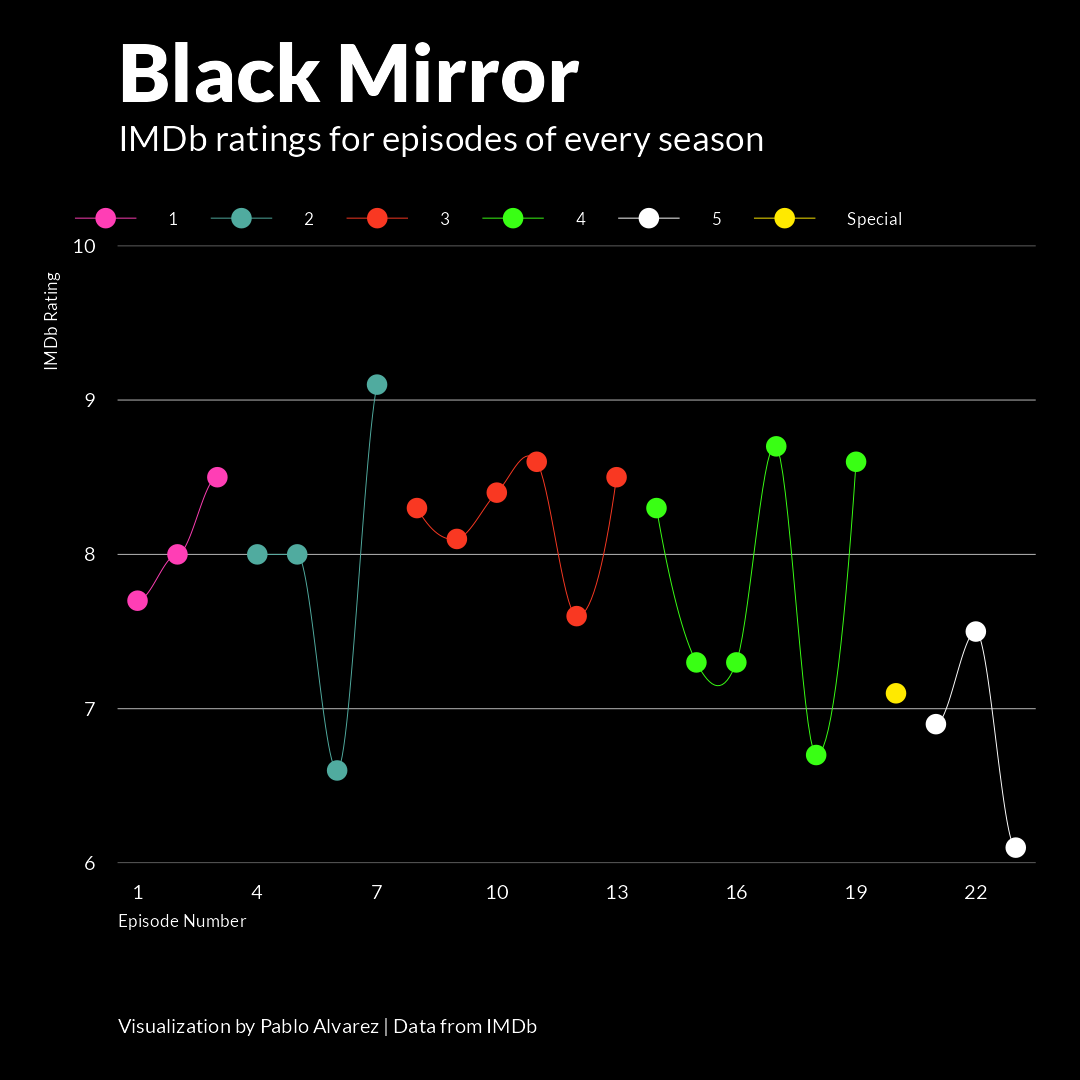 Black Mirror
IMDb ratings for episodes of every season
1 2 3 4 5 Special
10
IMDb Rating
9
8
7
6
1 4 7 10 13 16 19 22
Episode Number
Visualization by Pablo Alvarez | Data from IMDb